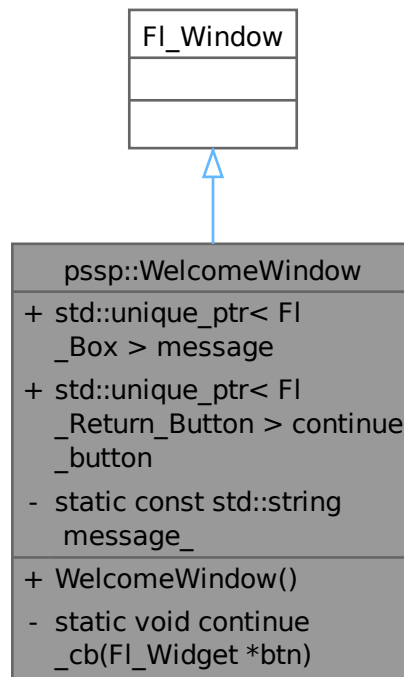 Fl_Window
pssp::WelcomeWindow
+ std::unique_ptr< Fl
_Box > message
+ std::unique_ptr< Fl
_Return_Button > continue
_button
- static const std::string
message_
+ WelcomeWindow()
- static void continue
_cb(Fl_Widget *btn)